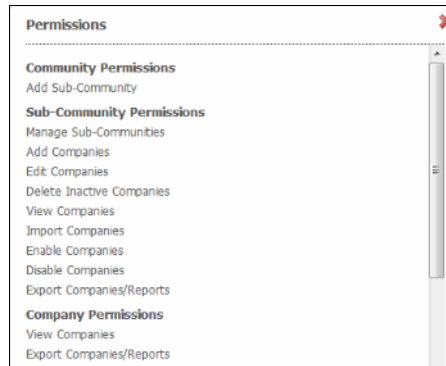 Permissions
Community Permissions
Add Sub-Community
Sub-Community Permissions
Manage Sub-Communities
Add Companies
Edit Companies
Delete Inactive Companies
View Companies
Import Companies
Enable Companies
Disable Companies
Export Companies/Reports
Company Permissions
View Companies
Export Companies/Reports